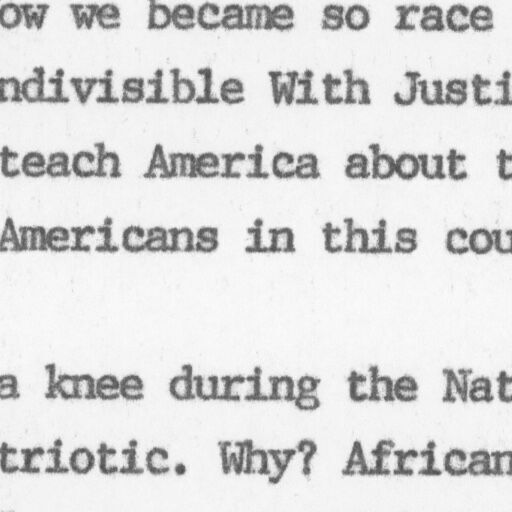 ow we became so race
ndivisible With Justi
teach America about t
Americans in this cou
a knee during the Nat
triotic. Why? African